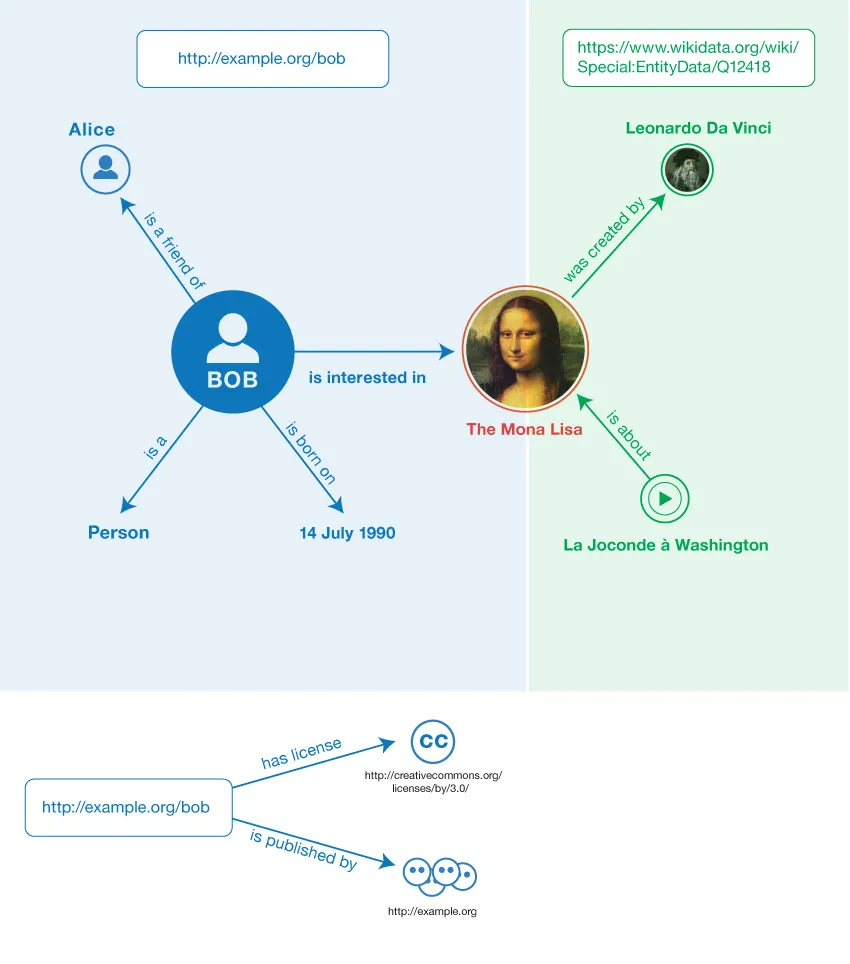 http://example.org/bob
https://www.wikidata.org/wiki/
Special:EntityData/Q12418
Alice
Leonardo Da Vinci
is a friend of
was created by
BOB
is interested in
The Mona Lisa
is a
is born on
is about
Person
14 July 1990
La Joconde à Washington
has license
CC
http://creativecommons.org/
licenses/by/3.0/
http://example.org/bob
is published by
http://example.org